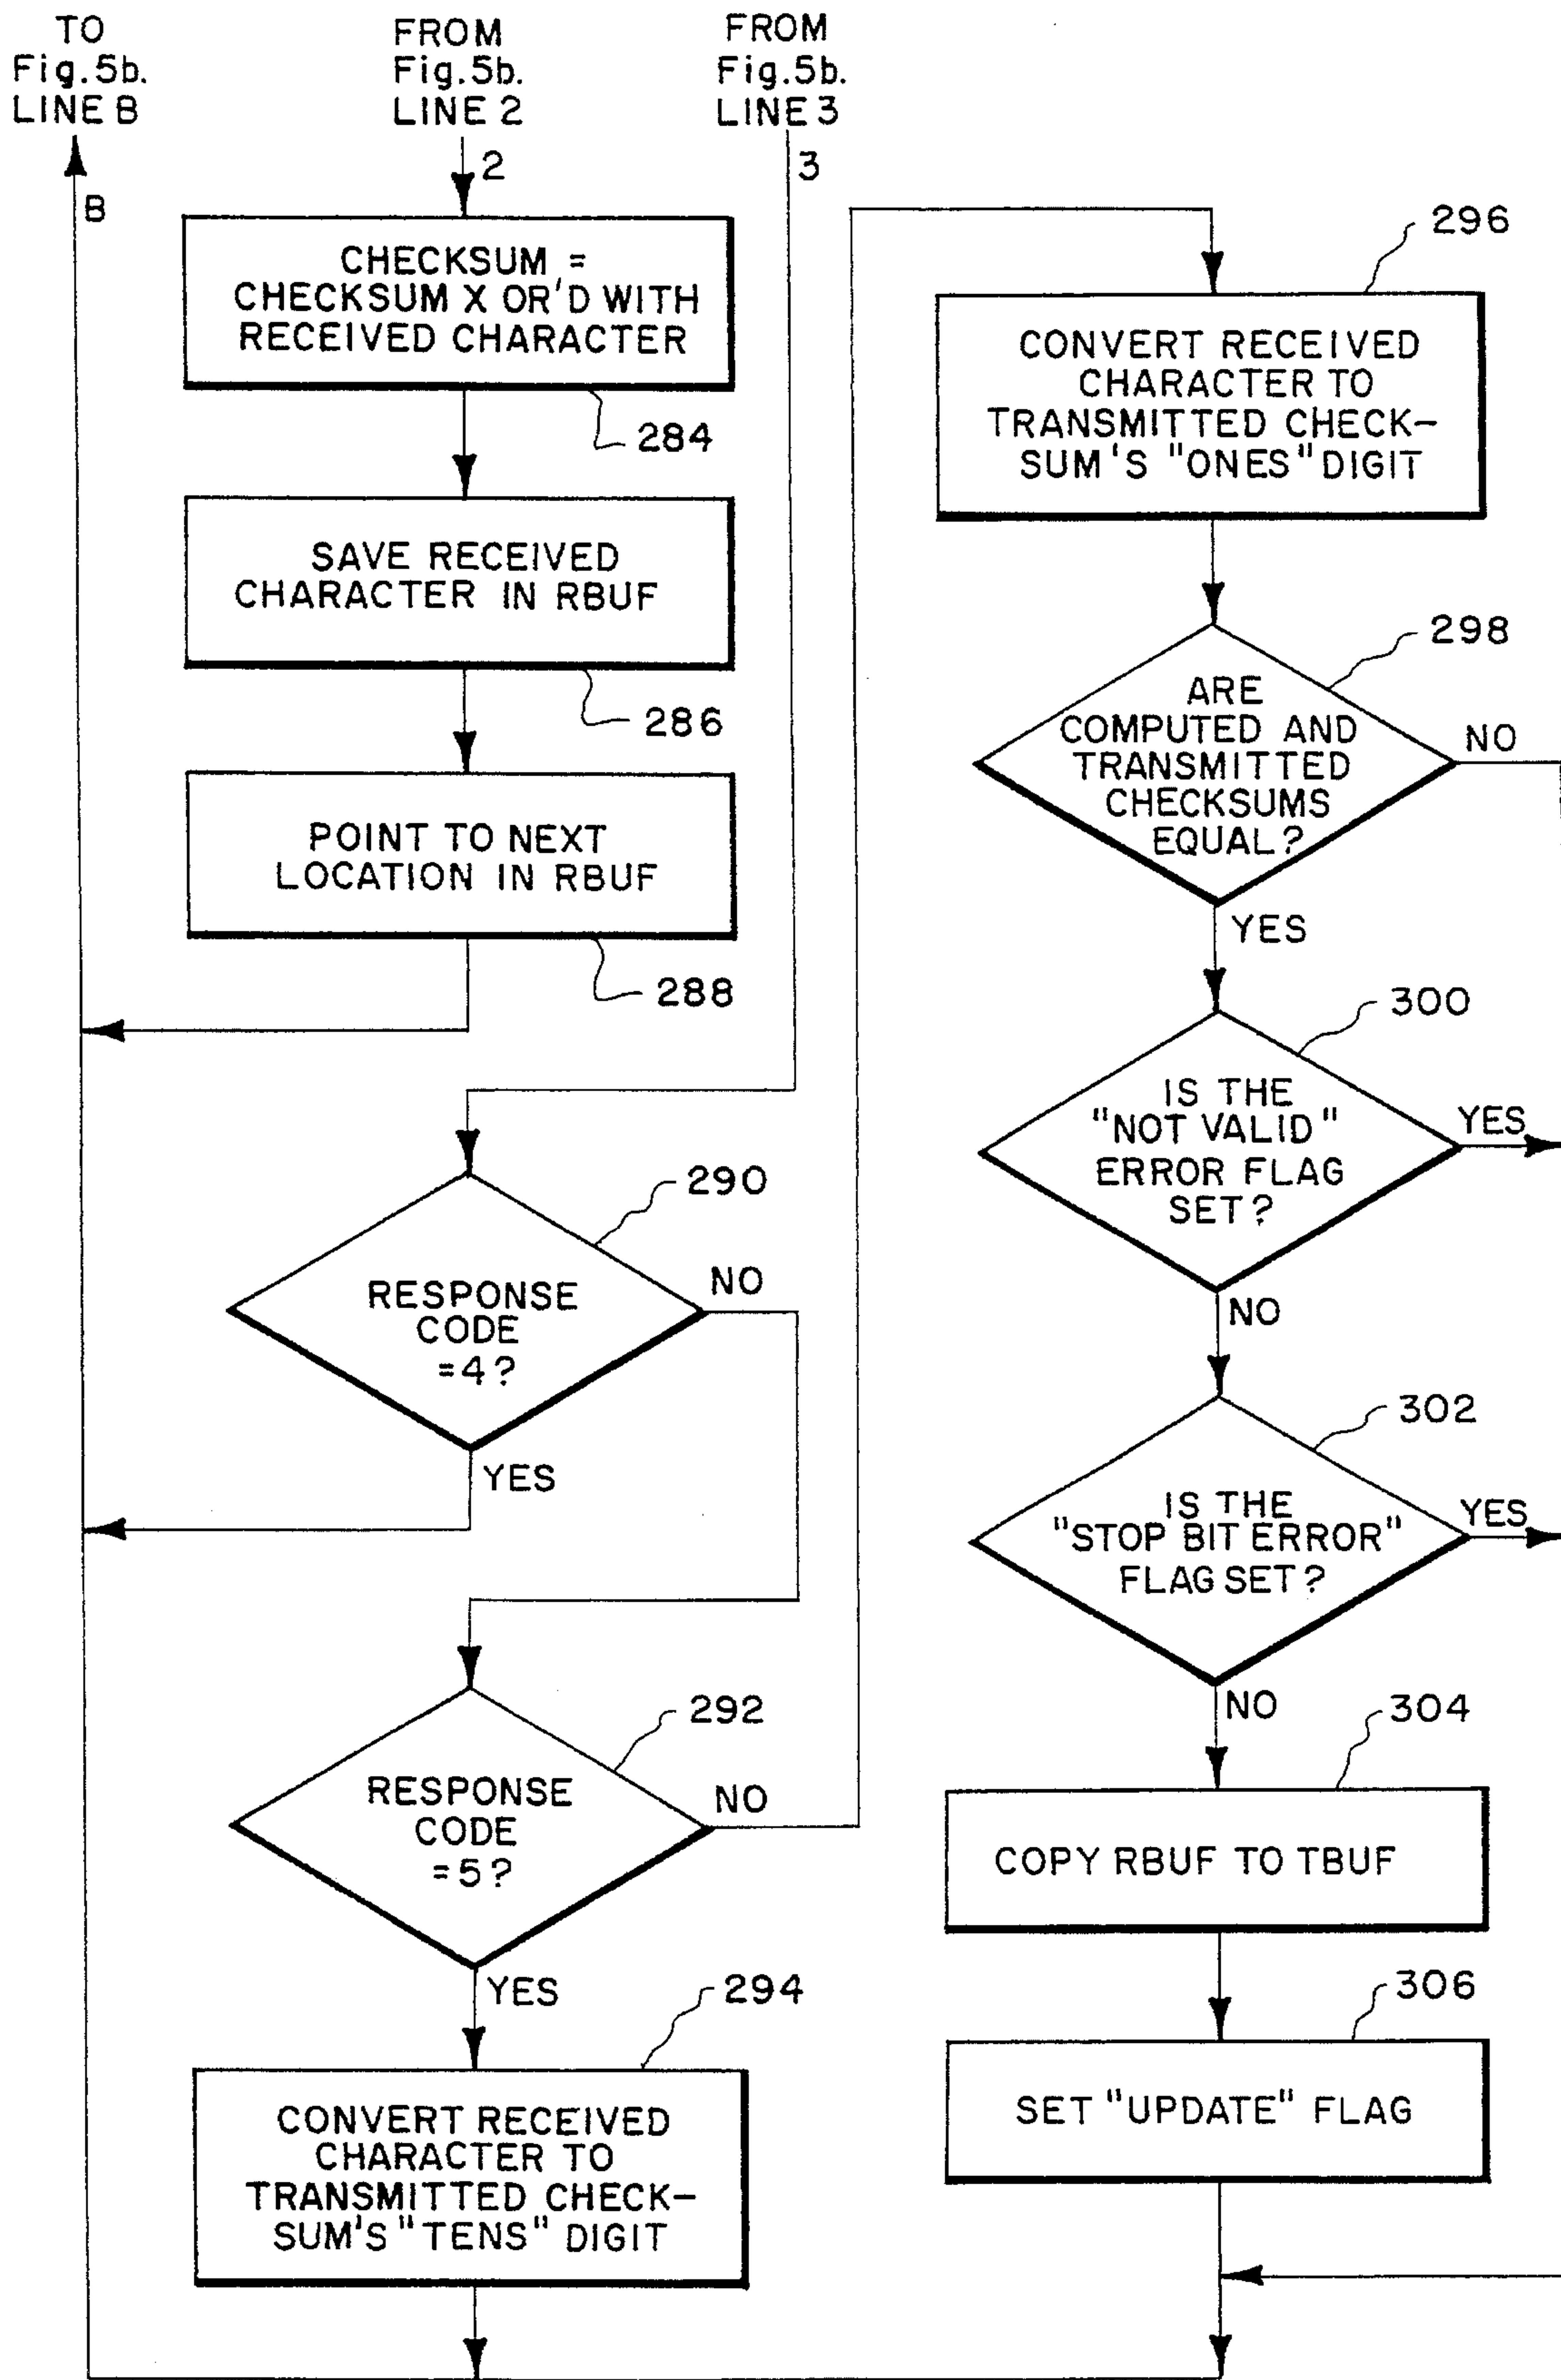 TO
Fig.5b.
LINE B
FROM
Fig.5b.
LINE 2
FROM
Fig.5b.
LINE 3
B
2
3
CHECKSUM =
CHECKSUM X OR'D WITH
RECEIVED CHARACTER
284
SAVE RECEIVED
CHARACTER IN RBUF
286
POINT TO NEXT
LOCATION IN RBUF
288
290
RESPONSE
CODE
=4?
NO
YES
292
RESPONSE
CODE
=5?
NO
YES
294
CONVERT RECEIVED
CHARACTER TO
TRANSMITTED CHECK-
SUM'S "TENS" DIGIT
296
CONVERT RECEIVED
CHARACTER TO
TRANSMITTED CHECK-
SUM'S "ONES" DIGIT
298
ARE
COMPUTED AND
TRANSMITTED
CHECKSUMS
EQUAL?
NO
YES
300
IS THE
"NOT VALID"
ERROR FLAG
SET?
YES
NO
302
IS THE
"STOP BIT ERROR"
FLAG SET?
YES
NO
304
COPY RBUF TO TBUF
306
SET "UPDATE" FLAG